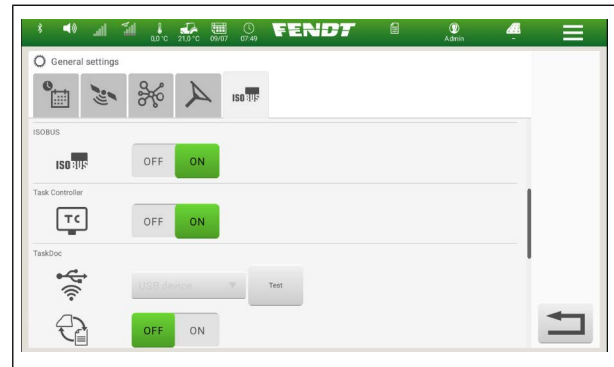 0,0 °C 21,0 °C 09/07 07:49 FENDT Admin -
General settings
ISOBUS
ISOBUS
ISOBUS OFF ON
Task Controller
TC OFF ON
TaskDoc
USB device Test
OFF ON